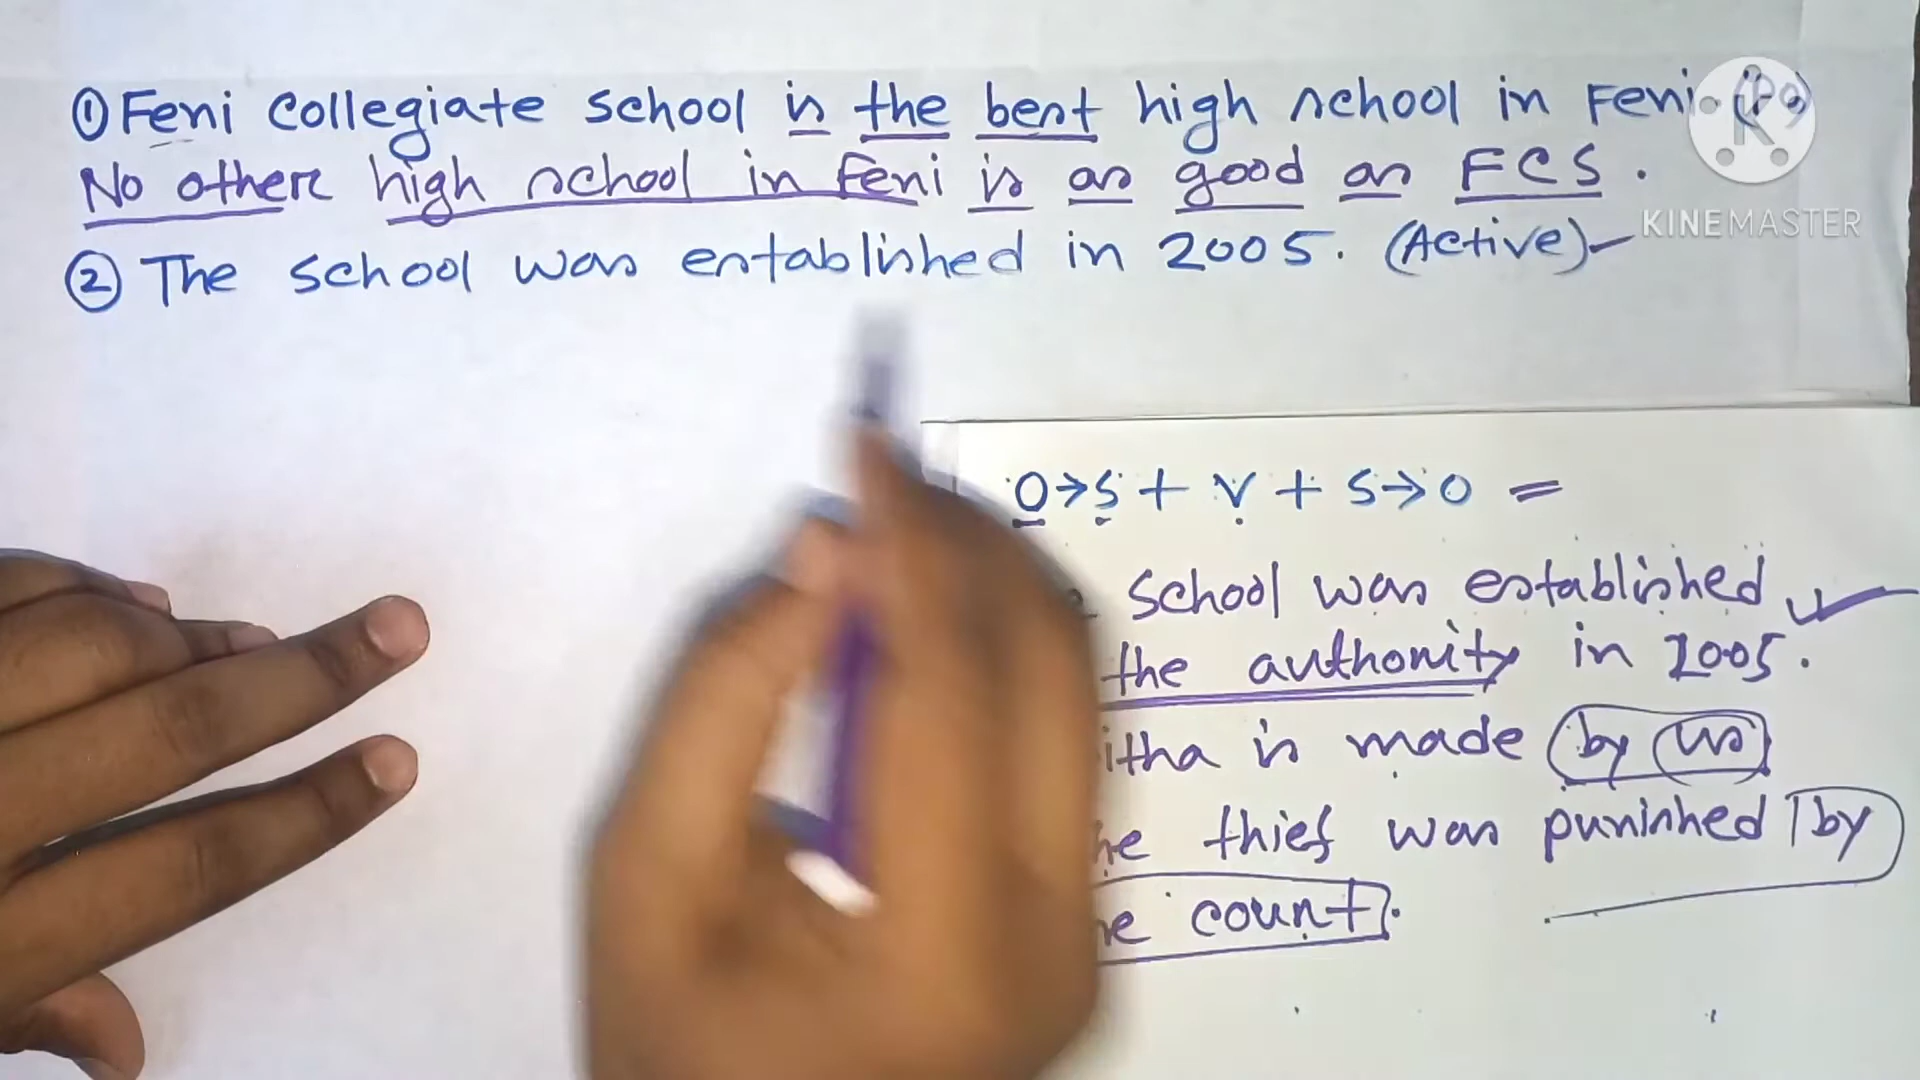 ① Feni Collegiate School is the best high school in Feni. (Po)
No other high school in Feni is as good as FCS.
② The school was established in 2005. (Active)
KINEMASTER
O→S + V + S→O =
school was established
the authority in 2005.
is made by us
thief was punished by
court.